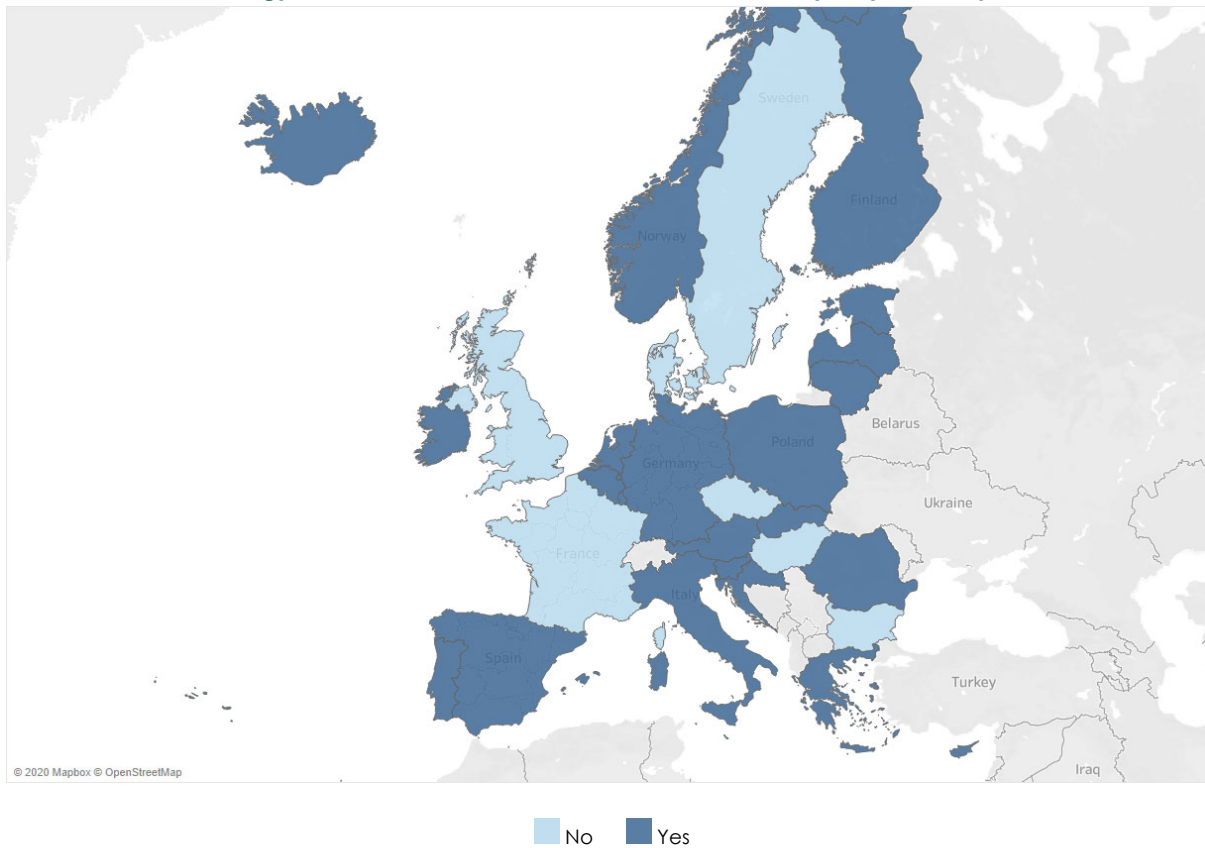 Sweden
Finland
Norway
Belarus
Poland
Germany
Ukraine
France
Italy
Spain
Turkey
Iraq
© 2020 Mapbox © OpenStreetMap
No Yes